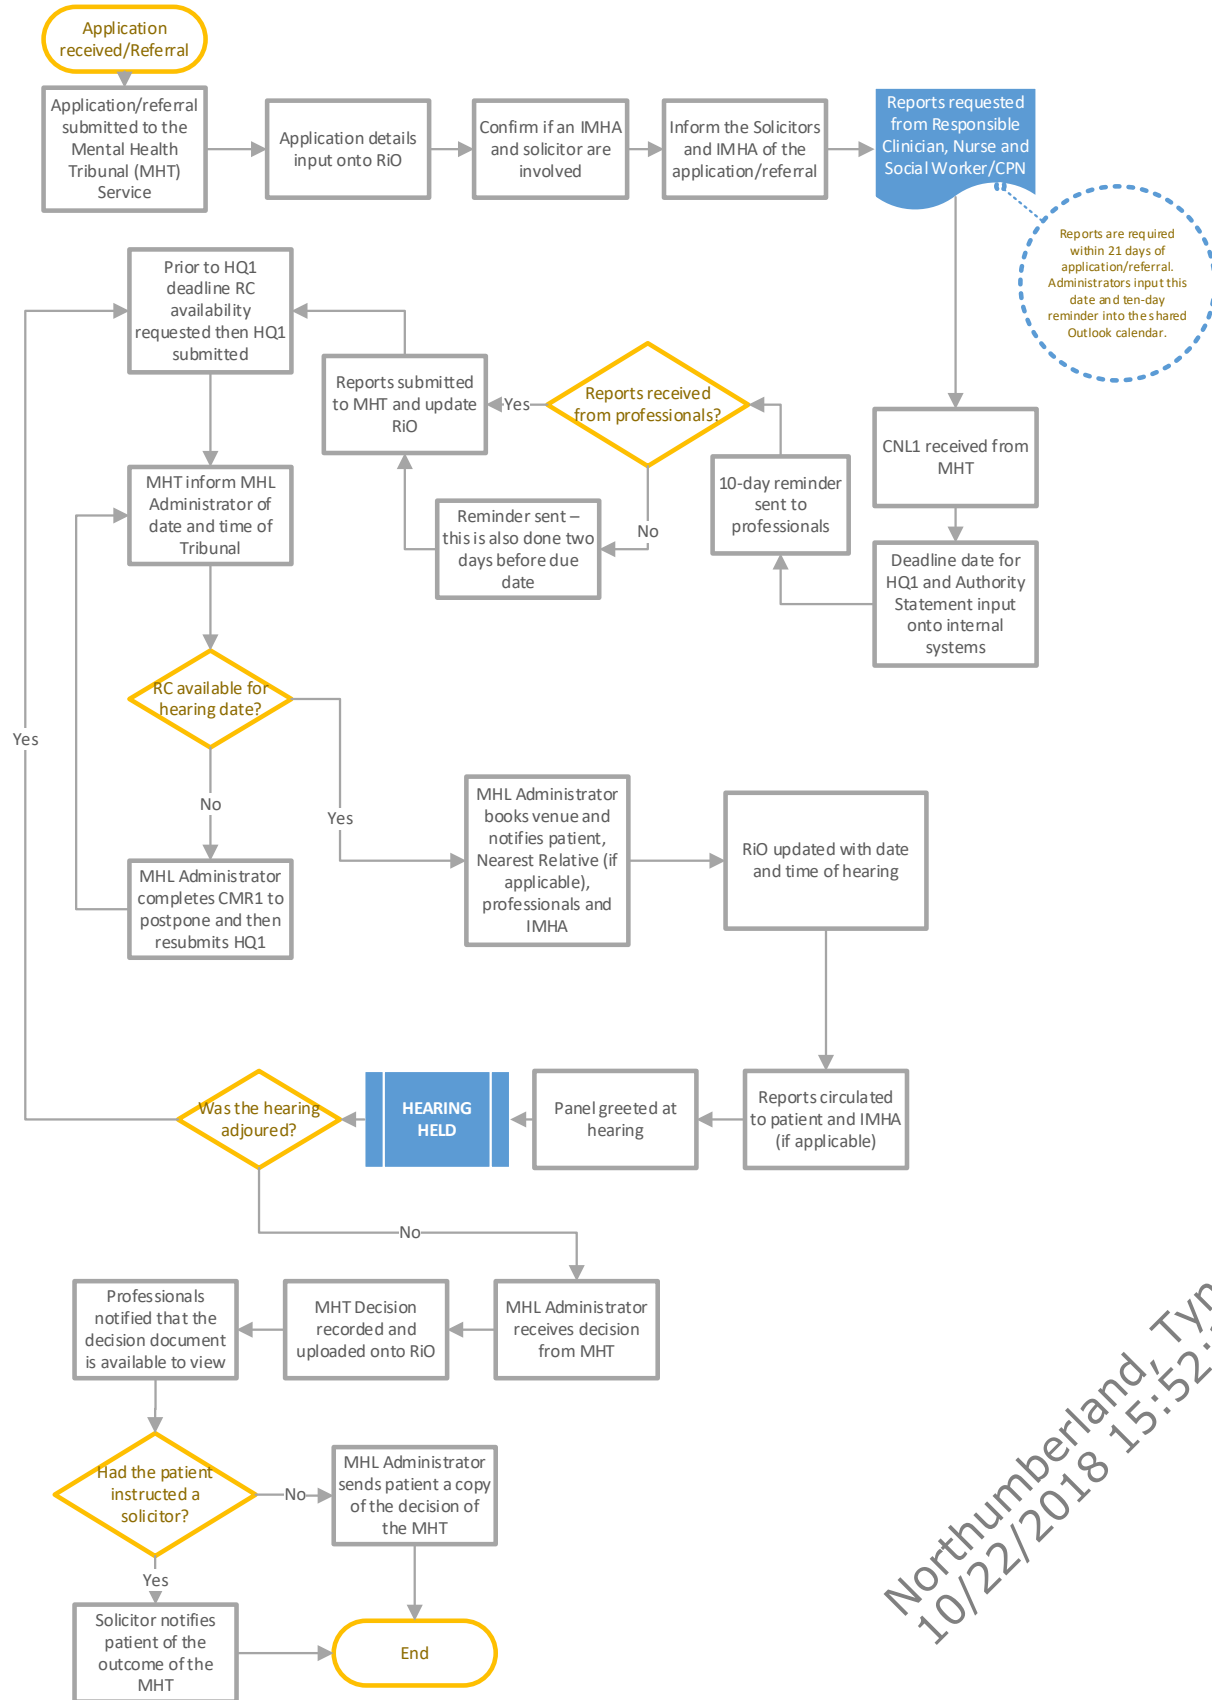 Application
received/Referral
Application/referral
submitted to the
Mental Health
Tribunal (MHT)
Service
Application details
input onto RiO
Confirm if an IMHA
and solicitor are
involved
Inform the Solicitors
and IMHA of the
application/referral
Reports requested
from Responsible
Clinician, Nurse and
Social Worker/CPN
Reports are required
within 21 days of
application/referral.
Administrators input this
date and ten-day
reminder into the shared
Outlook calendar.
Prior to HQ1
deadline RC
availability
requested then HQ1
submitted
Reports submitted
to MHT and update
RiO
Yes
Reports received
from professionals?
No
10-day reminder
sent to
professionals
CNL1 received from
MHT
MHT inform MHL
Administrator of
date and time of
Tribunal
Reminder sent –
this is also done two
days before due
date
Deadline date for
HQ1 and Authority
Statement input
onto internal
systems
RC available for
hearing date?
Yes
No
Yes
MHL Administrator
completes CMR1 to
postpone and then
resubmits HQ1
MHL Administrator
books venue and
notifies patient,
Nearest Relative (if
applicable),
professionals and
IMHA
RiO updated with date
and time of hearing
Was the hearing
adjoured?
HEARING
HELD
Panel greeted at
hearing
Reports circulated
to patient and IMHA
(if applicable)
No
Professionals
notified that the
decision document
is available to view
MHT Decision
recorded and
uploaded onto RiO
MHL Administrator
receives decision
from MHT
Had the patient
instructed a
solicitor?
No
MHL Administrator
sends patient a copy
of the decision of
the MHT
Yes
Solicitor notifies
patient of the
outcome of the
MHT
End
Northumberland,
10/22/2018 15:52: